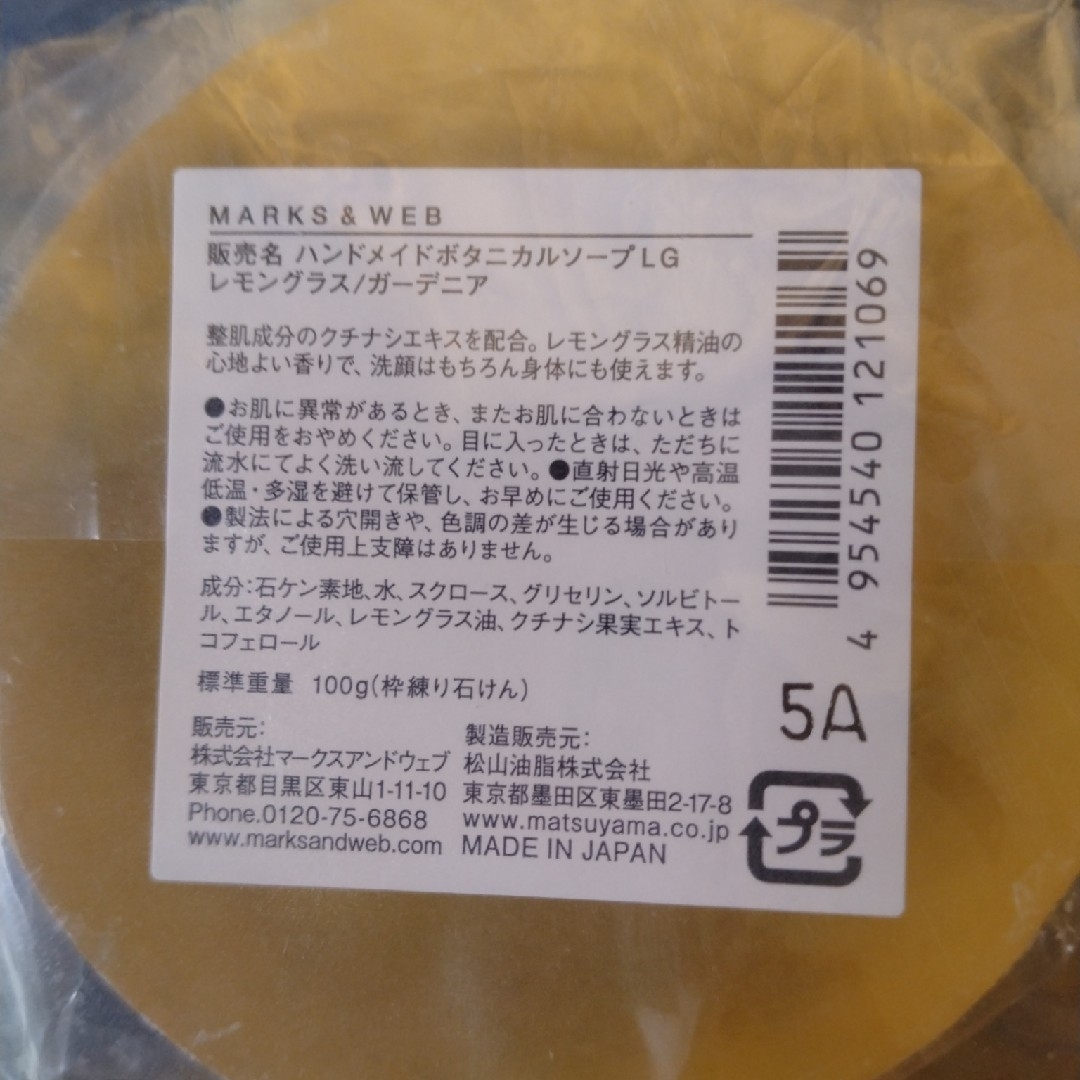 MARKS & WEB
販売名 ハンドメイドボタニカルソープLG
レモングラス/ガーデニア
整肌成分のクチナシエキスを配合。レモングラス精油の
心地よい香りで、洗顔はもちろん身体にも使えます。
●お肌に異常があるとき、またお肌に合わないときは
ご使用をおやめください。目に入ったときは、ただちに
流水にてよく洗い流してください。●直射日光や高温
低温・多湿を避けて保管し、お早めにご使用ください。
●製法による穴開きや、色調の差が生じる場合があり
ますが、ご使用上支障はありません。
成分:石ケン素地、水、スクロース、グリセリン、ソルビトー
ル、エタノール、レモングラス油、クチナシ果実エキス、ト
コフェロール
標準重量 100g(枠練り石けん)
販売元:
株式会社マークスアンドウェブ
東京都目黒区東山1-11-10
Phone.0120-75-6868
www.marksandweb.com
製造販売元:
松山油脂株式会社
東京都墨田区東墨田2-17-8
www.matsuyama.co.jp
MADE IN JAPAN
4 954540 121069
5A
プラ